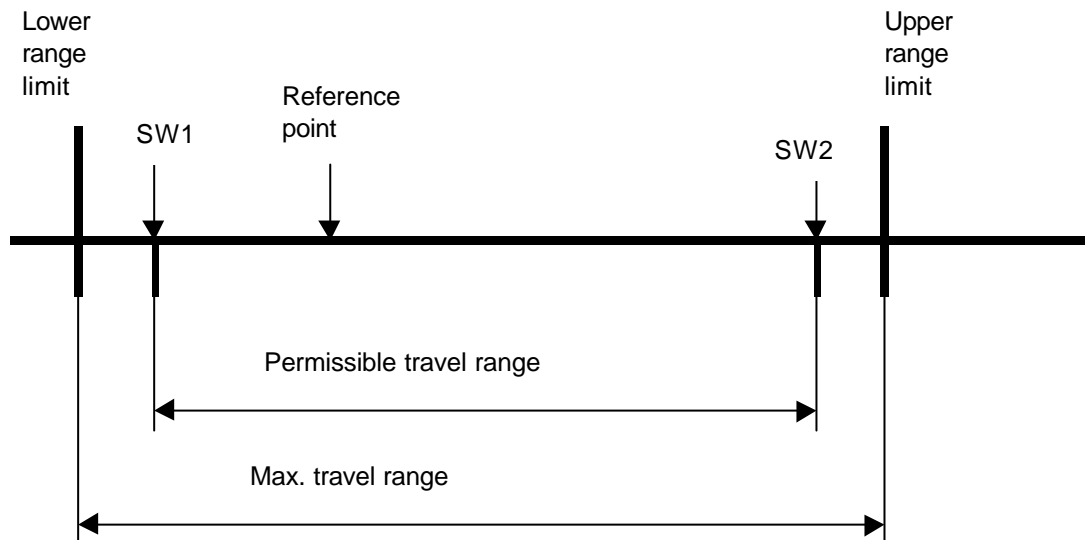 Lower
range
limit
Upper
range
limit
Reference
point
SW1
SW2
Permissible travel range
Max. travel range